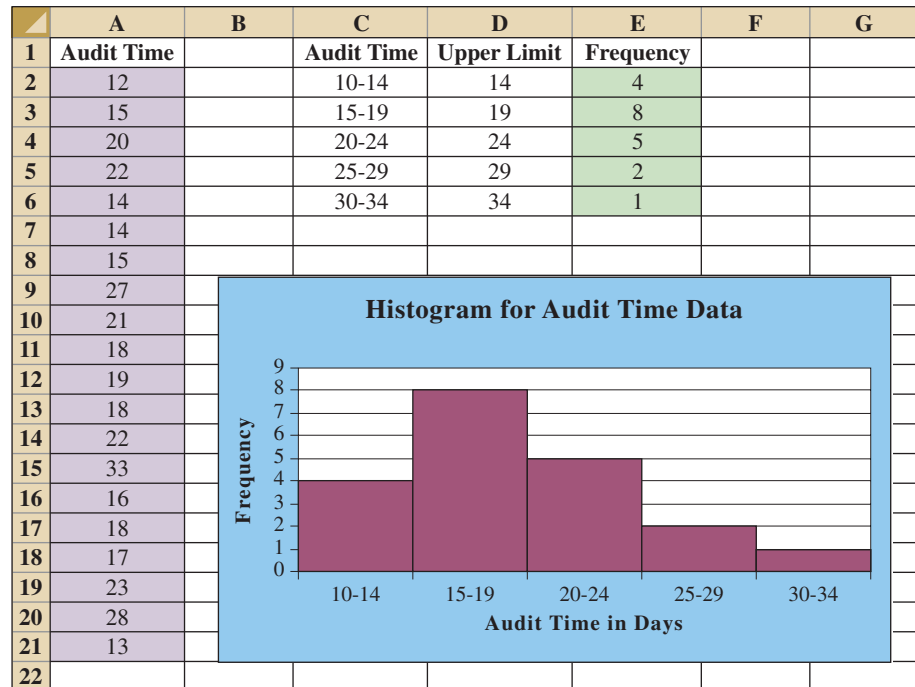 A B C D E F G
1 Audit Time Audit Time Upper Limit Frequency
2 12 10-14 14 4
3 15 15-19 19 8
4 20 20-24 24 5
5 22 25-29 29 2
6 14 30-34 34 1
7 14
8 15
9 27
10 21
11 18
12 19
13 18
14 22
15 33
16 16
17 18
18 17
19 23
20 28
21 13
22
Histogram for Audit Time Data
Frequency
9
8
7
6
5
4
3
2
1
0
10-14 15-19 20-24 25-29 30-34
Audit Time in Days